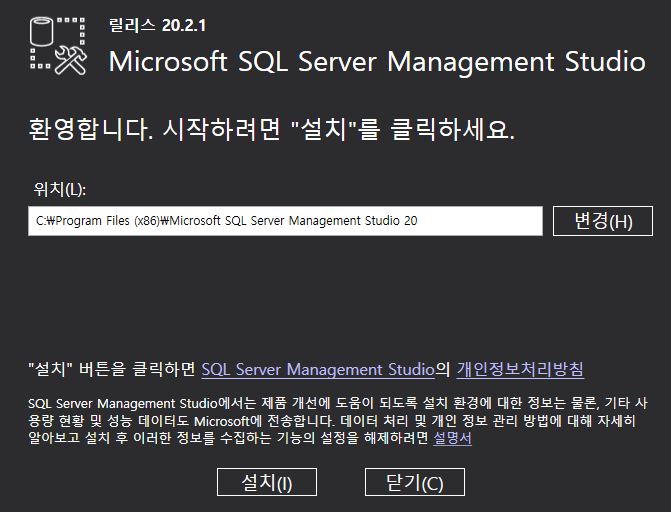 릴리스 20.2.1
Microsoft SQL Server Management Studio
환영합니다. 시작하려면 "설치"를 클릭하세요.
위치(L):
C:₩Program Files (x86)₩Microsoft SQL Server Management Studio 20
변경(H)
"설치" 버튼을 클릭하면 SQL Server Management Studio의 개인정보처리방침
SQL Server Management Studio에서는 제품 개선에 도움이 되도록 설치 환경에 대한 정보는 물론, 기타 사
용량 현황 및 성능 데이터도 Microsoft에 전송합니다. 데이터 처리 및 개인 정보 관리 방법에 대해 자세히
알아보고 설치 후 이러한 정보를 수집하는 기능의 설정을 해제하려면 설명서
설치(I)
닫기(C)